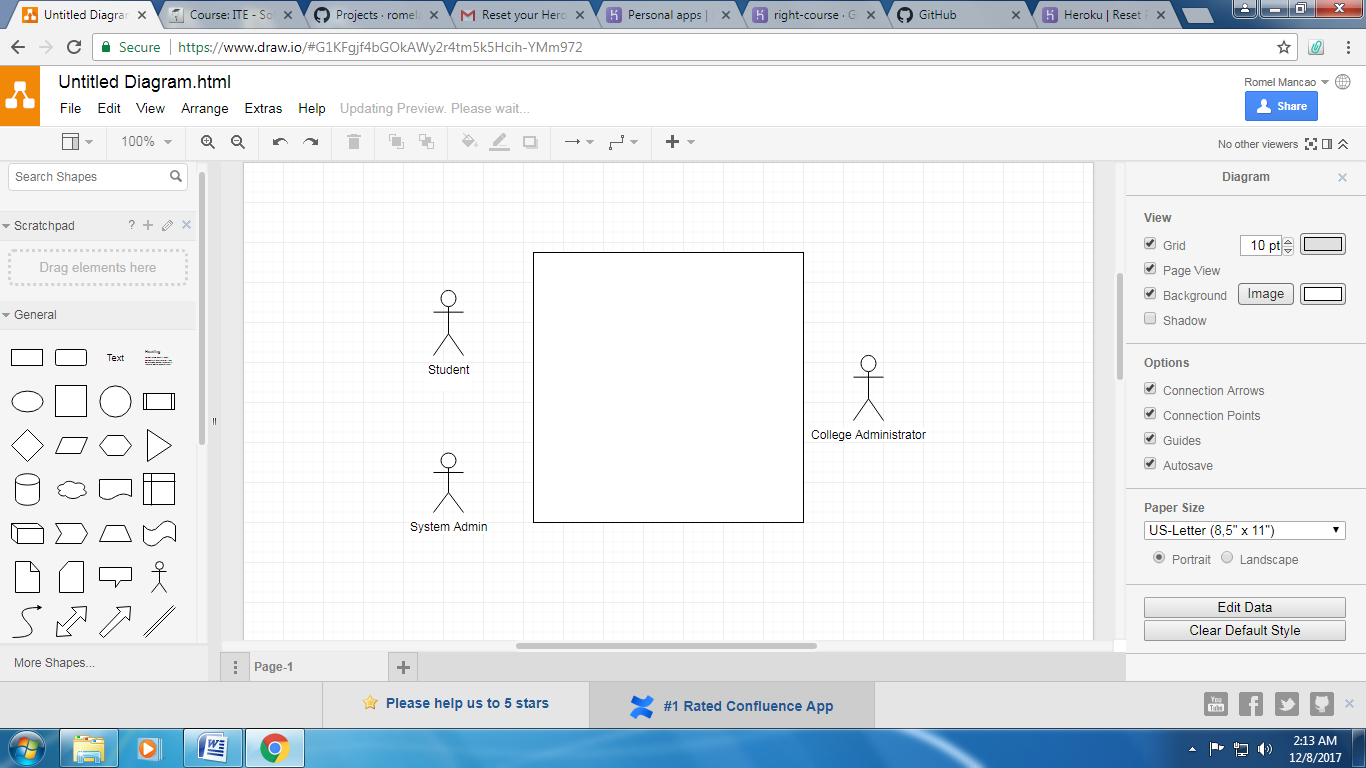 Untitled Diagra
Course: ITE - So
Projects · romela
Reset your Hero
Personal apps |
right-course · G
GitHub
Heroku | Reset P
Secure
https://www.draw.io/#G1KFgjf4bGOkAWy2r4tm5k5Hcih-YMm972
Untitled Diagram.html
Romel Mancao
File Edit View Arrange Extras Help Updating Preview. Please wait...
Share
100%
No other viewers
Search Shapes
Scratchpad
?
Drag elements here
General
Text
Heading
Student
System Admin
College Administrator
More Shapes...
Page-1
Diagram
View
Grid 10 pt
Page View
Background Image
Shadow
Options
Connection Arrows
Connection Points
Guides
Autosave
Paper Size
US-Letter (8,5" x 11")
Portrait Landscape
Edit Data
Clear Default Style
Please help us to 5 stars
#1 Rated Confluence App
You
Tube
2:13 AM
12/8/2017